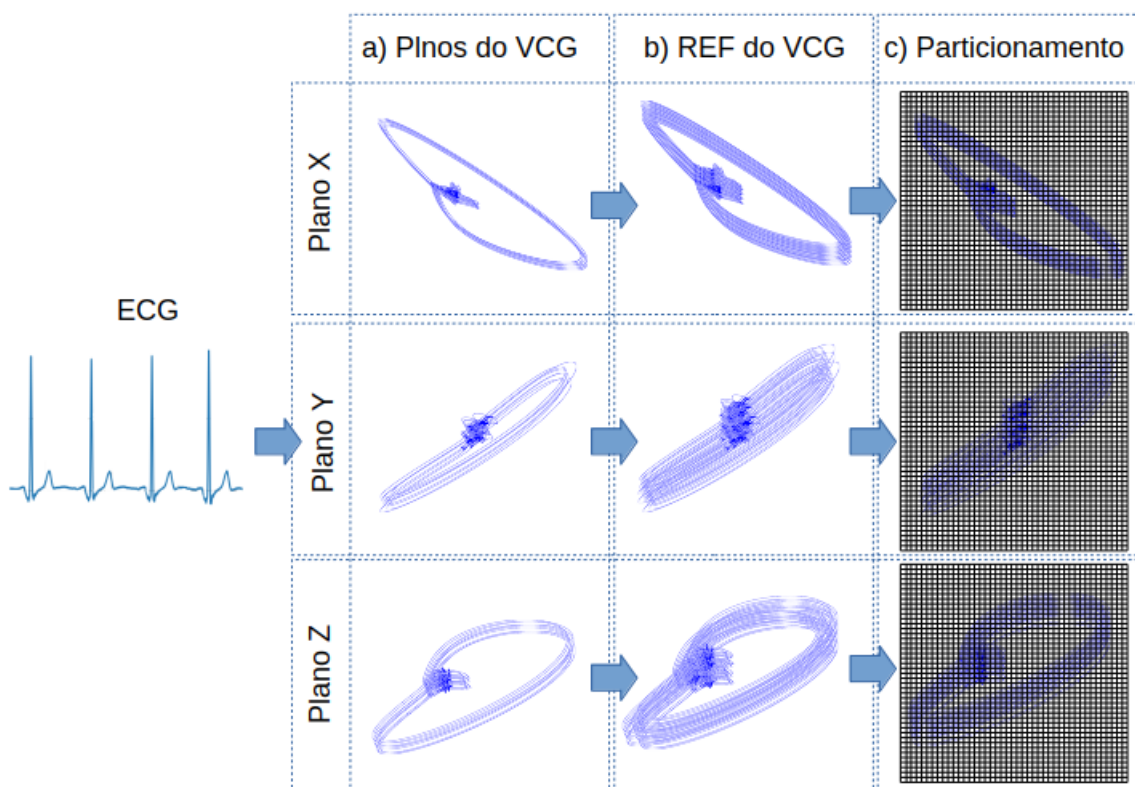 a) Plnos do VCG
b) REF do VCG
c) Particionamento
Plano X
ECG
Plano Y
Plano Z